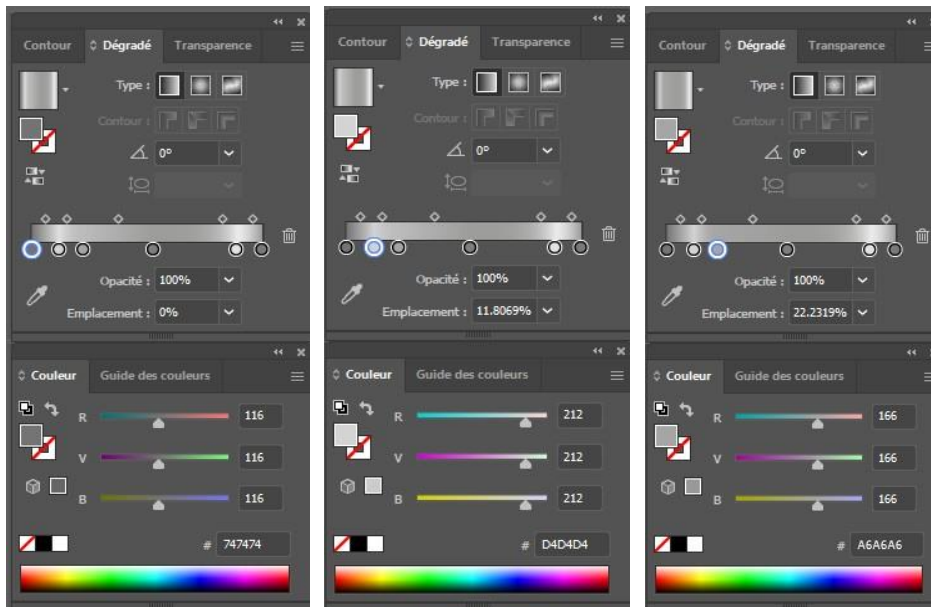 Contour Dégradé Transparence
Type :
Contour :
0°
Opacité : 100%
Emplacement : 0%
Couleur Guide des couleurs
R 116
V 116
B 116
# 747474
Contour Dégradé Transparence
Type :
Contour :
0°
Opacité : 100%
Emplacement : 11.8069%
Couleur Guide des couleurs
R 212
V 212
B 212
# D4D4D4
Contour Dégradé Transparence
Type :
Contour :
0°
Opacité : 100%
Emplacement : 22.2319%
Couleur Guide des couleurs
R 166
V 166
B 166
# A6A6A6